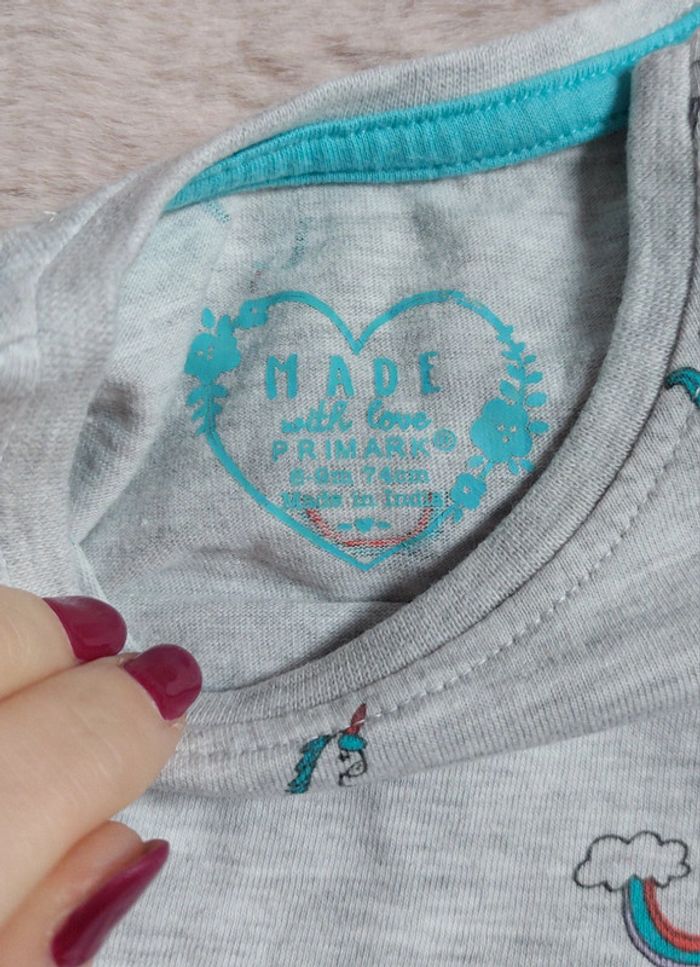 MADE
with love
PRIMARK®
6-9m 74cm
Made in India